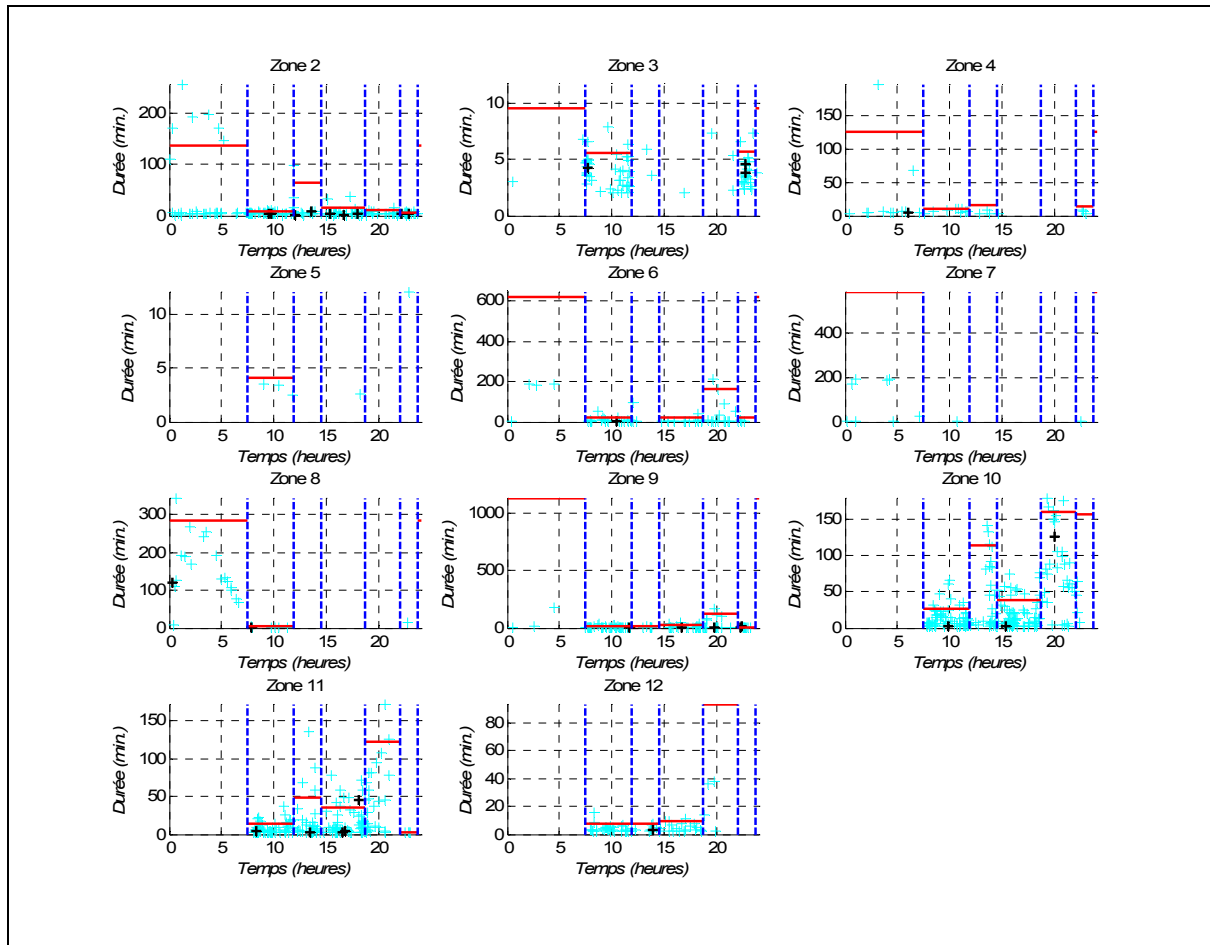 Zone 2
Zone 3
Zone 4
Durée (min.)
200
100
0
0 5 10 15 20
Temps (heures)
Durée (min.)
10
5
0
0 5 10 15 20
Temps (heures)
Durée (min.)
150
100
50
0
0 5 10 15 20
Temps (heures)
Zone 5
Zone 6
Zone 7
Durée (min.)
10
5
0
0 5 10 15 20
Temps (heures)
Durée (min.)
600
400
200
0
0 5 10 15 20
Temps (heures)
Durée (min.)
400
200
0
0 5 10 15 20
Temps (heures)
Zone 8
Zone 9
Zone 10
Durée (min.)
300
200
100
0
0 5 10 15 20
Temps (heures)
Durée (min.)
1000
500
0
0 5 10 15 20
Temps (heures)
Durée (min.)
150
100
50
0
0 5 10 15 20
Temps (heures)
Zone 11
Zone 12
Durée (min.)
150
100
50
0
0 5 10 15 20
Temps (heures)
Durée (min.)
80
60
40
20
0
0 5 10 15 20
Temps (heures)